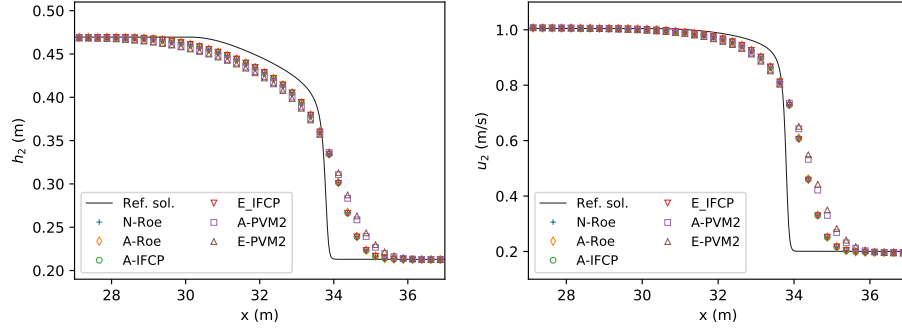 0.45
0.40
0.35
0.30
0.25
0.20
h2 (m)
Ref. sol.
N-Roe
A-Roe
A-IFCP
E_IFCP
A-PVM2
E-PVM2
28 30 32 34 36
x (m)
1.0
0.8
0.6
0.4
0.2
u2 (m/s)
Ref. sol.
N-Roe
A-Roe
A-IFCP
E_IFCP
A-PVM2
E-PVM2
28 30 32 34 36
x (m)